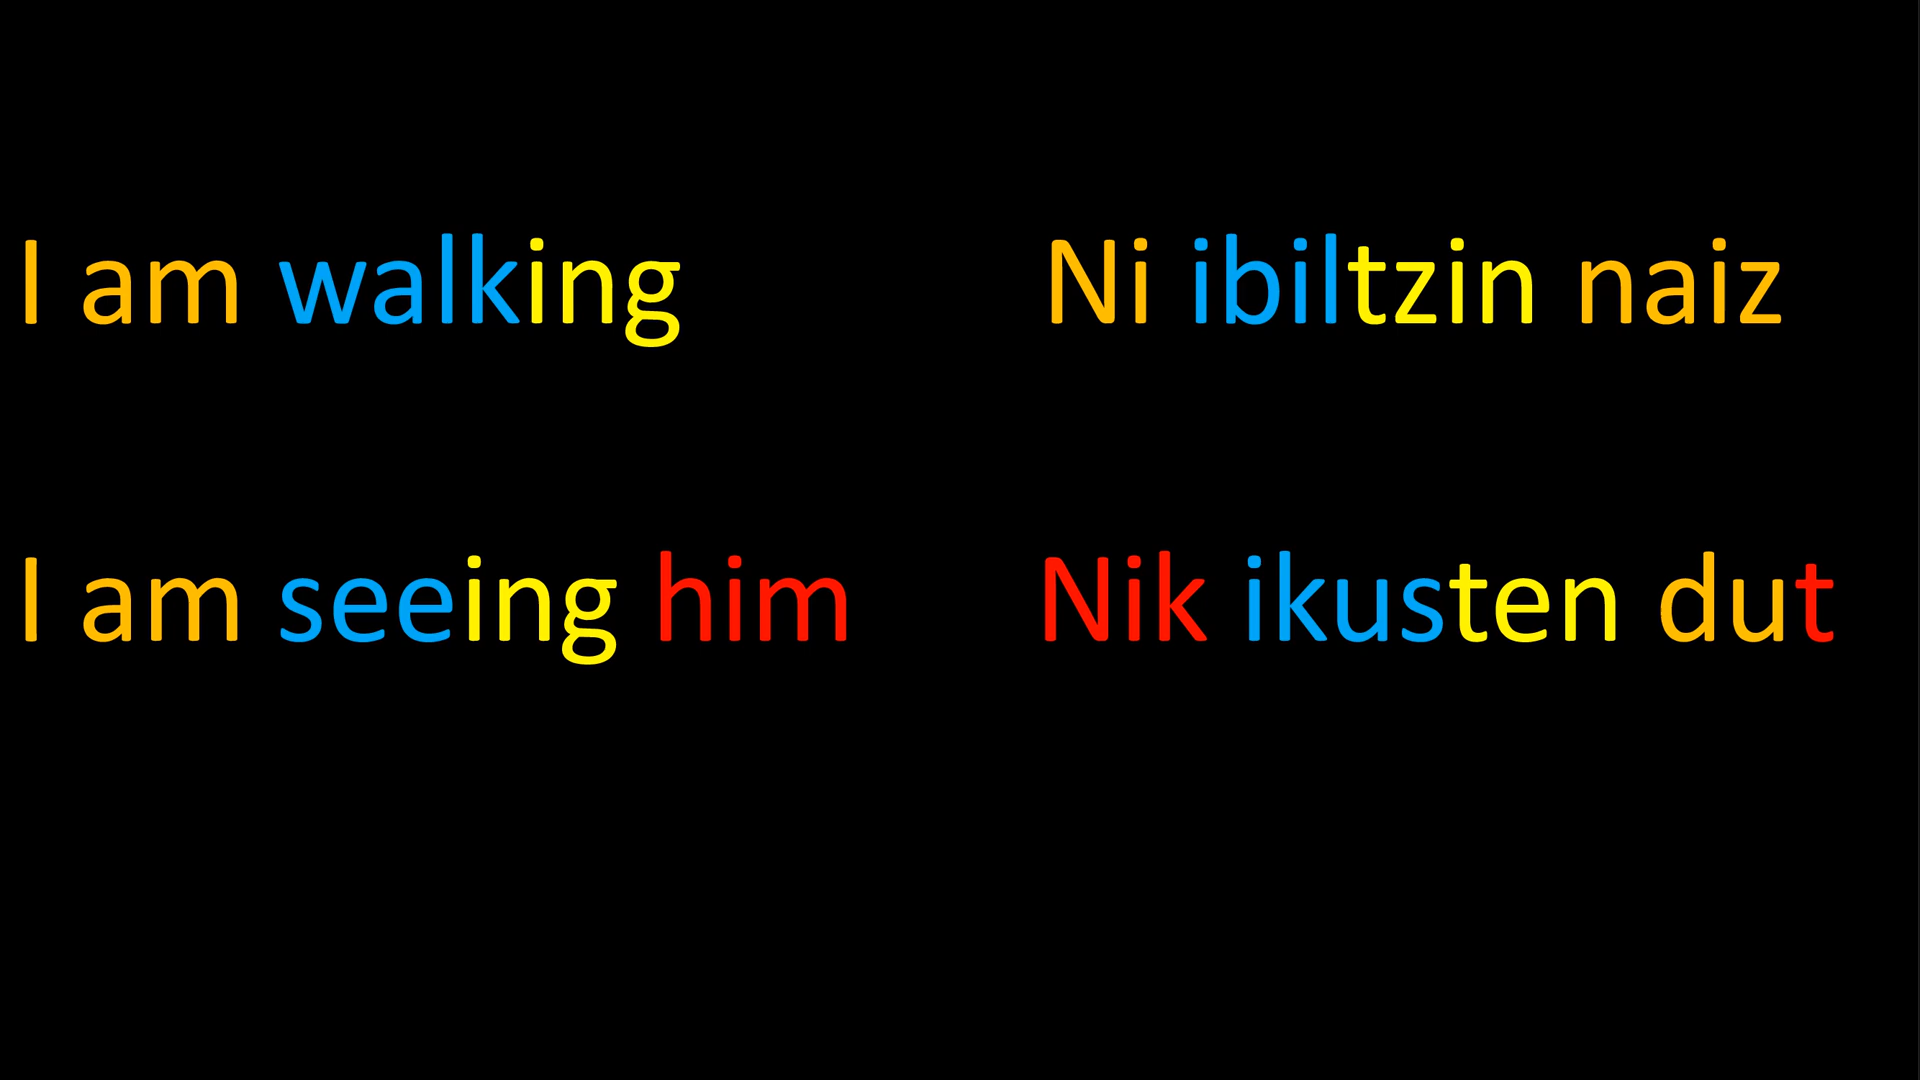 I am walking
Ni ibiltzin naiz
I am seeing him
Nik ikusten dut